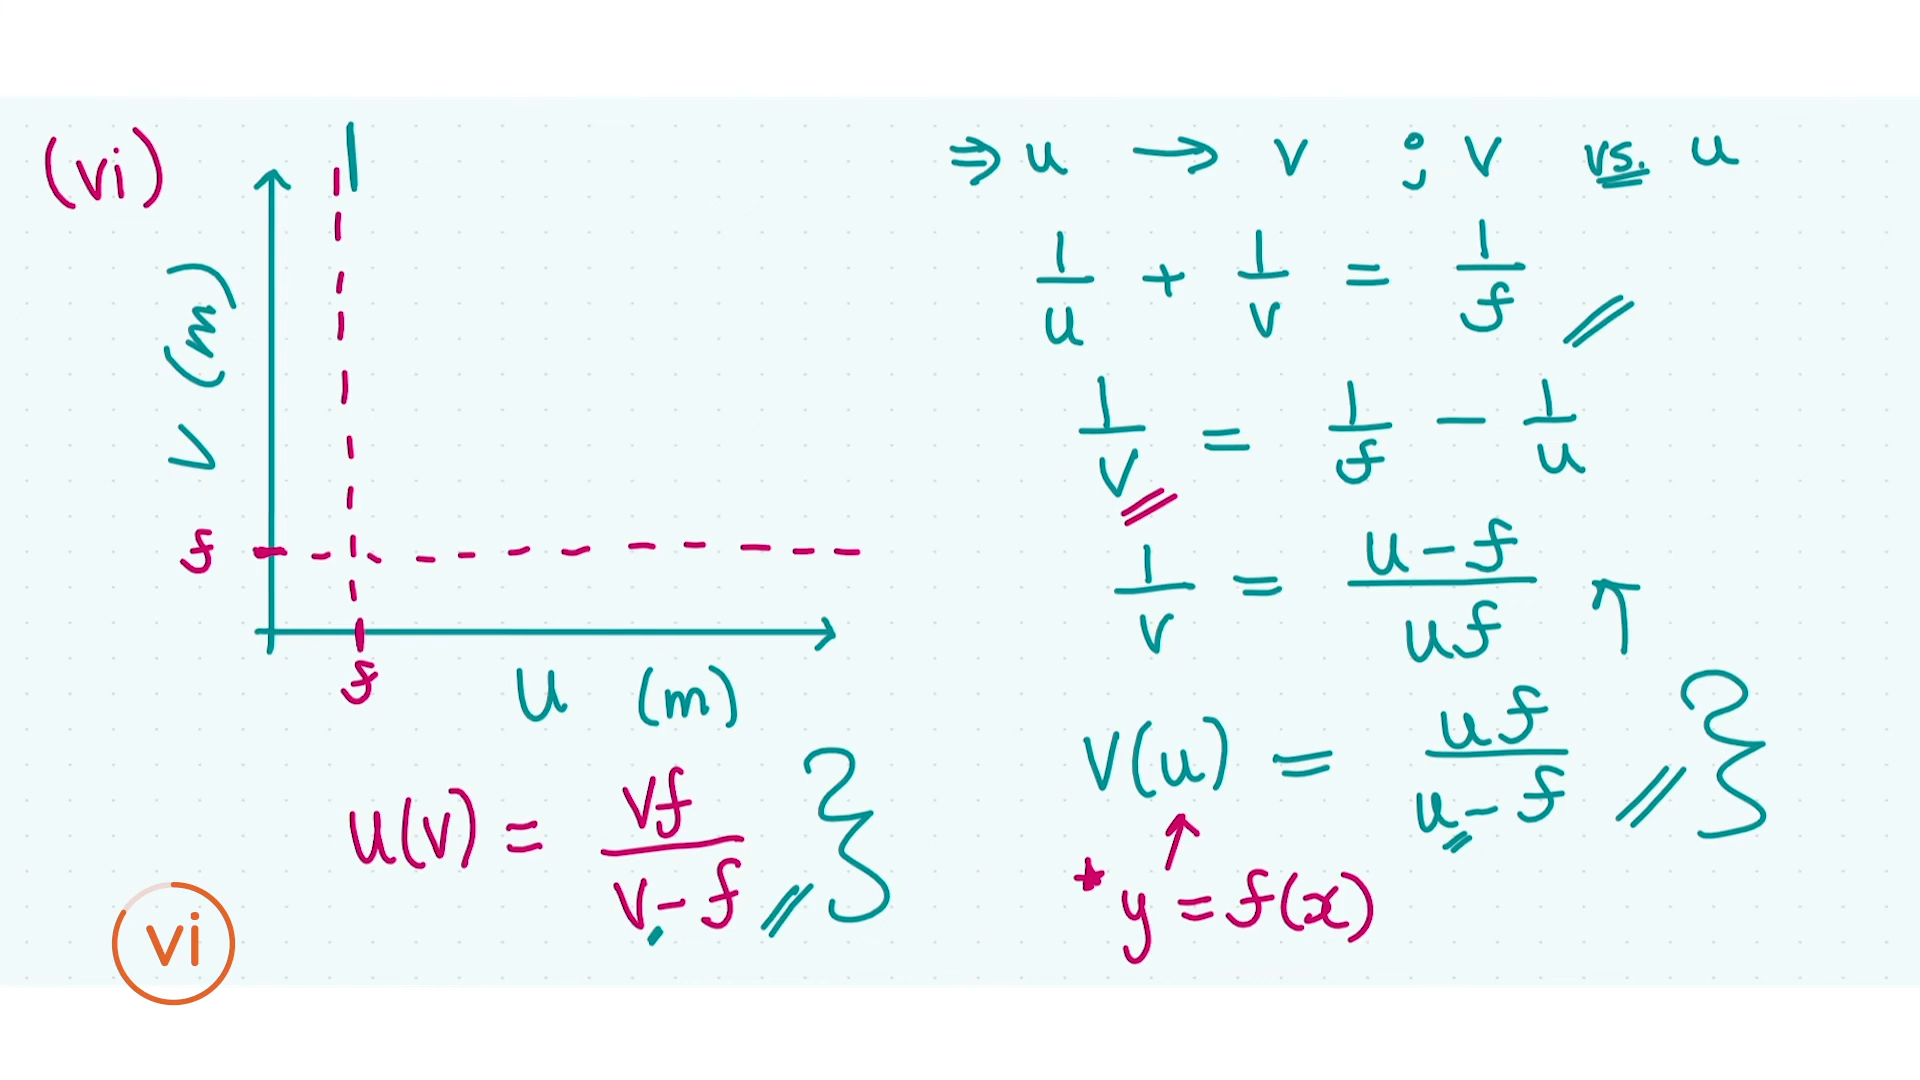 (vi)
V (m)
f
f
U (m)
u(v) = vf / v - f
vi
⇒ u → v ; v vs. u
1/u + 1/v = 1/f
1/v = 1/f - 1/u
1/v = u - f / uf
v(u) = uf / u - f
* y = f(x)